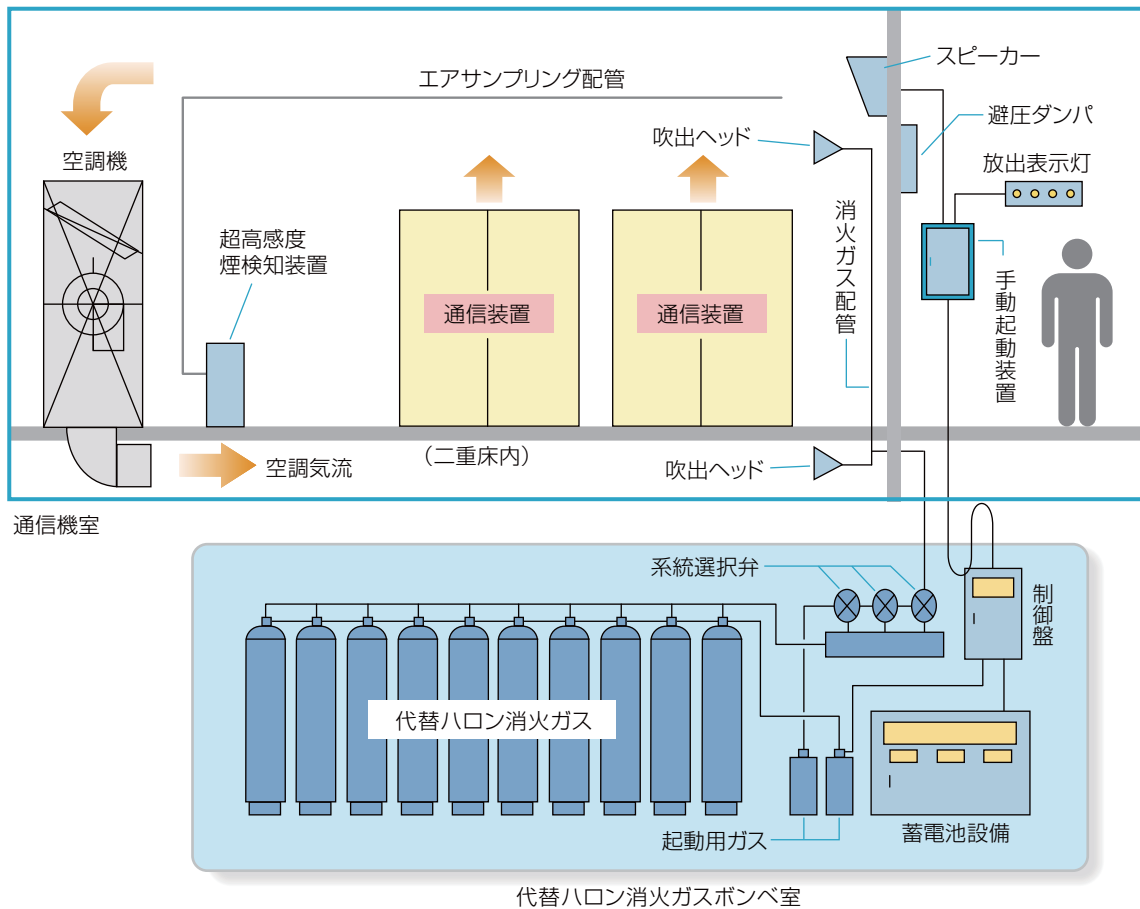 スピーカー
エアサンプリング配管
避圧ダンパ
吹出ヘッド
空調機
放出表示灯
消火ガス配管
超高感度
煙検知装置
手動起動装置
通信装置
通信装置
(二重床内)
吹出ヘッド
空調気流
通信機室
系統選択弁
制御盤
代替ハロン消火ガス
起動用ガス
蓄電池設備
代替ハロン消火ガスボンベ室